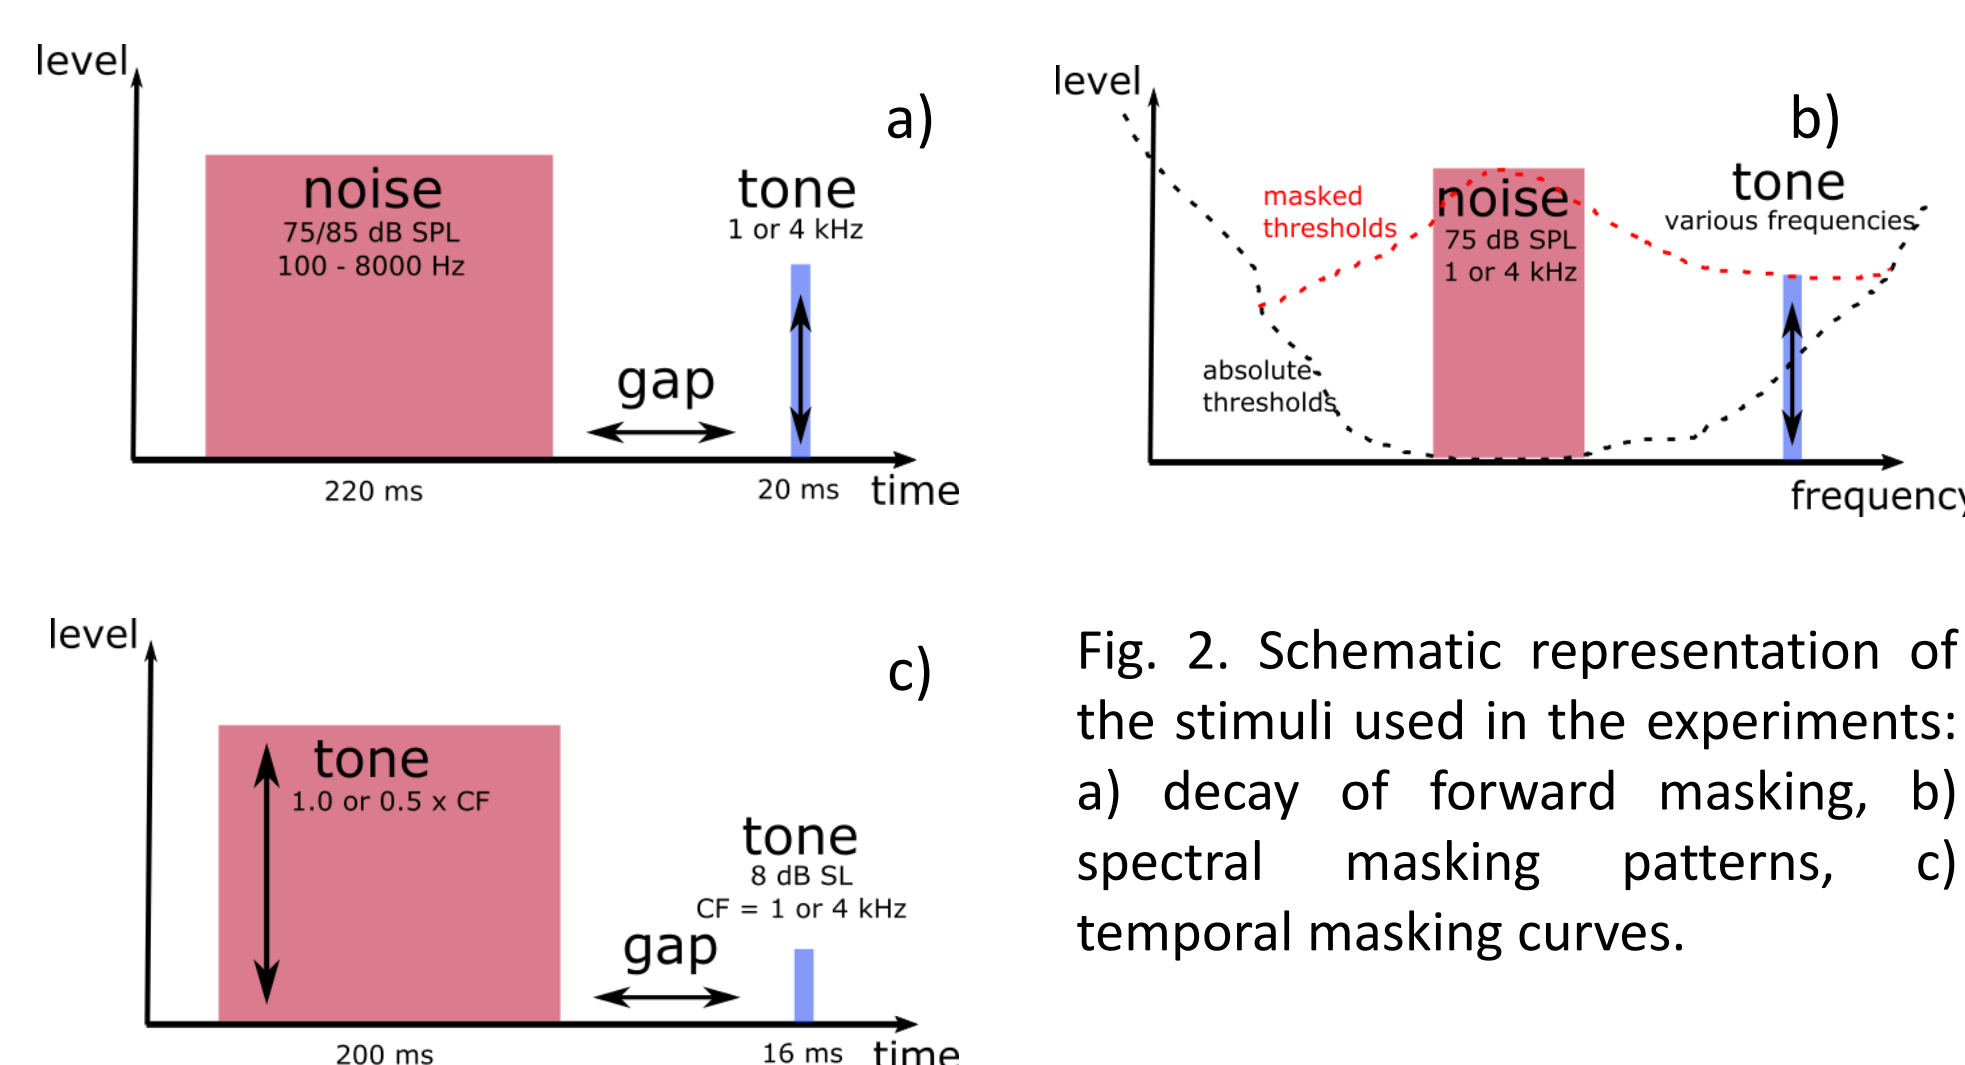 level
a)
noise
75/85 dB SPL
100 - 8000 Hz
tone
1 or 4 kHz
gap
220 ms
20 ms
time
level
b)
masked
thresholds
noise
75 dB SPL
1 or 4 kHz
tone
various frequencies
absolute
thresholds
frequency
level
c)
tone
1.0 or 0.5 x CF
tone
8 dB SL
CF = 1 or 4 kHz
gap
200 ms
16 ms
time
Fig. 2. Schematic representation of
the stimuli used in the experiments:
a) decay of forward masking, b)
spectral masking patterns, c)
temporal masking curves.